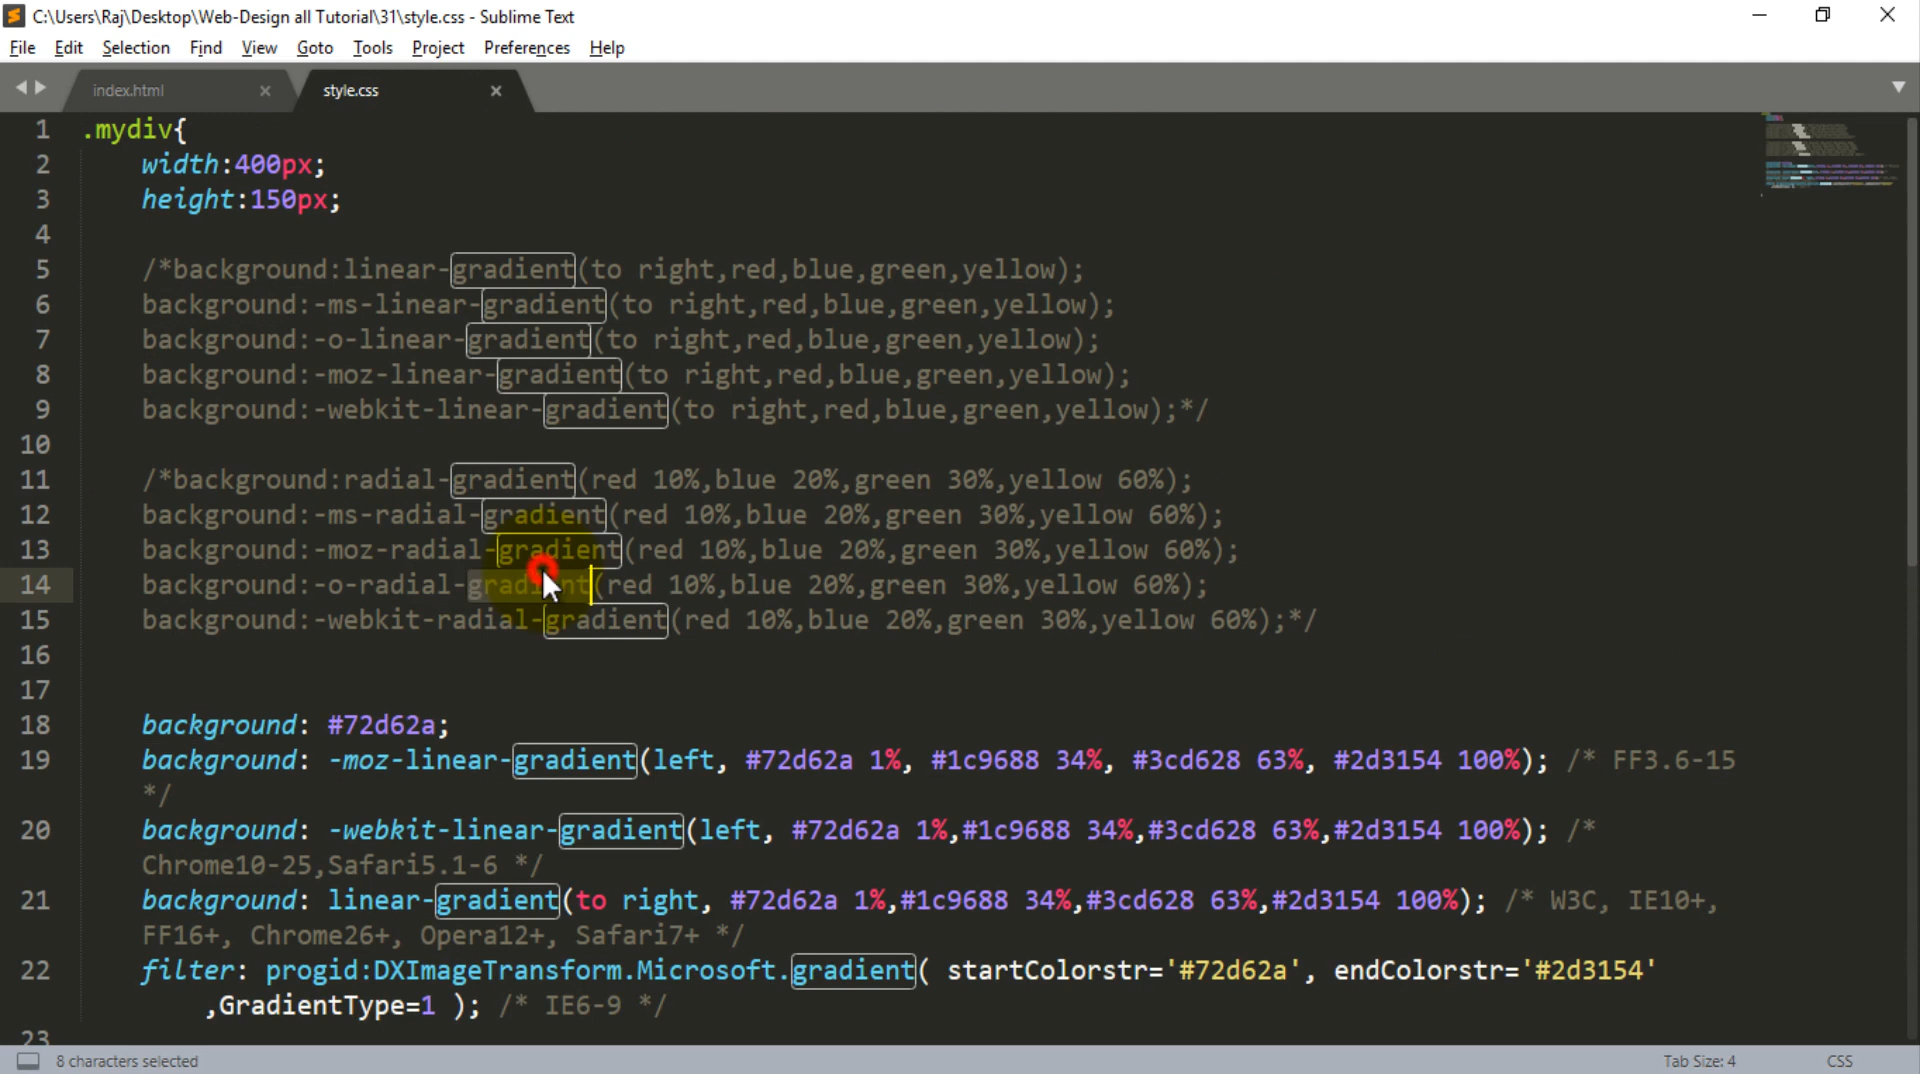 C:\Users\Raj\Desktop\Web-Design all Tutorial\31\style.css - Sublime Text
File Edit Selection Find View Goto Tools Project Preferences Help
index.html style.css
1 .mydiv{
2 width:400px;
3 height:150px;
4
5 /*background:linear-gradient(to right,red,blue,green,yellow);
6 background:-ms-linear-gradient(to right,red,blue,green,yellow);
7 background:-o-linear-gradient(to right,red,blue,green,yellow);
8 background:-moz-linear-gradient(to right,red,blue,green,yellow);
9 background:-webkit-linear-gradient(to right,red,blue,green,yellow);*/
10
11 /*background:radial-gradient(red 10%,blue 20%,green 30%,yellow 60%);
12 background:-ms-radial-gradient(red 10%,blue 20%,green 30%,yellow 60%);
13 background:-moz-radial-gradient(red 10%,blue 20%,green 30%,yellow 60%);
14 background:-o-radial-gradient(red 10%,blue 20%,green 30%,yellow 60%);
15 background:-webkit-radial-gradient(red 10%,blue 20%,green 30%,yellow 60%);*/
16
17
18 background: #72d62a;
19 background: -moz-linear-gradient(left, #72d62a 1%, #1c9688 34%, #3cd628 63%, #2d3154 100%); /* FF3.6-15
*/
20 background: -webkit-linear-gradient(left, #72d62a 1%,#1c9688 34%,#3cd628 63%,#2d3154 100%); /*
Chrome10-25,Safari5.1-6 */
21 background: linear-gradient(to right, #72d62a 1%,#1c9688 34%,#3cd628 63%,#2d3154 100%); /* W3C, IE10+,
FF16+, Chrome26+, Opera12+, Safari7+ */
22 filter: progid:DXImageTransform.Microsoft.gradient( startColorstr='#72d62a', endColorstr='#2d3154'
,GradientType=1 ); /* IE6-9 */
23
8 characters selected Tab Size: 4 CSS